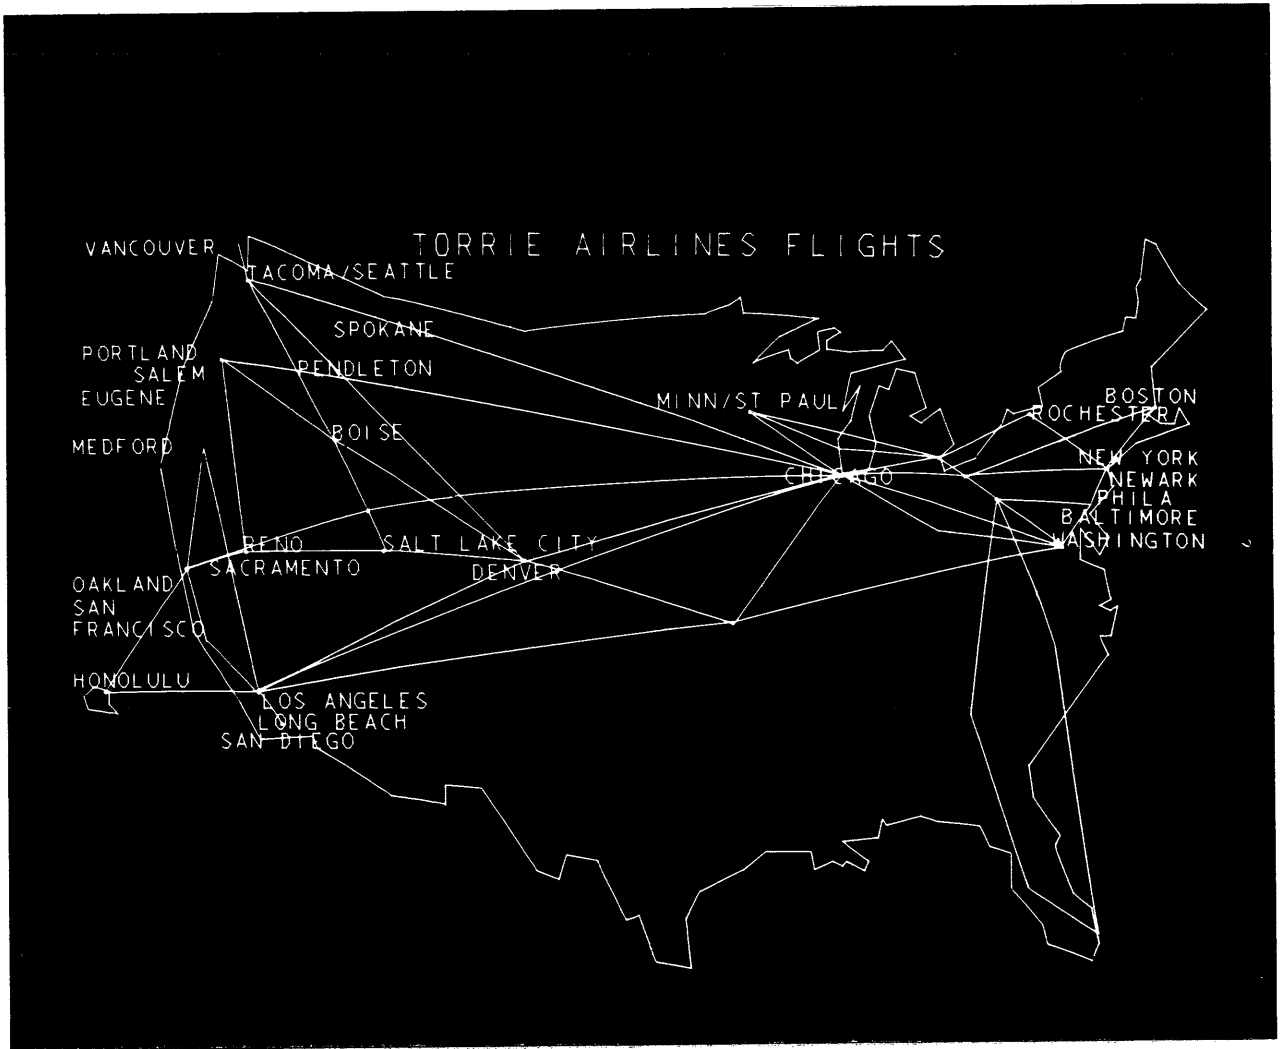 TORRIE AIRLINES FLIGHTS
VANCOUVER
TACOMA/SEATTLE
SPOKANE
PORTLAND
PENDLETON
SALEM
EUGENE
BOISE
MEDFORD
MINN/ST PAUL
BOSTON
ROCHESTER
NEW YORK
CHICAGO
NEWARK
PHILA
BALTIMORE
WASHINGTON
RENO
SALT LAKE CITY
SACRAMENTO
DENVER
OAKLAND
SAN
FRANCISCO
HONOLULU
LOS ANGELES
LONG BEACH
SAN DIEGO